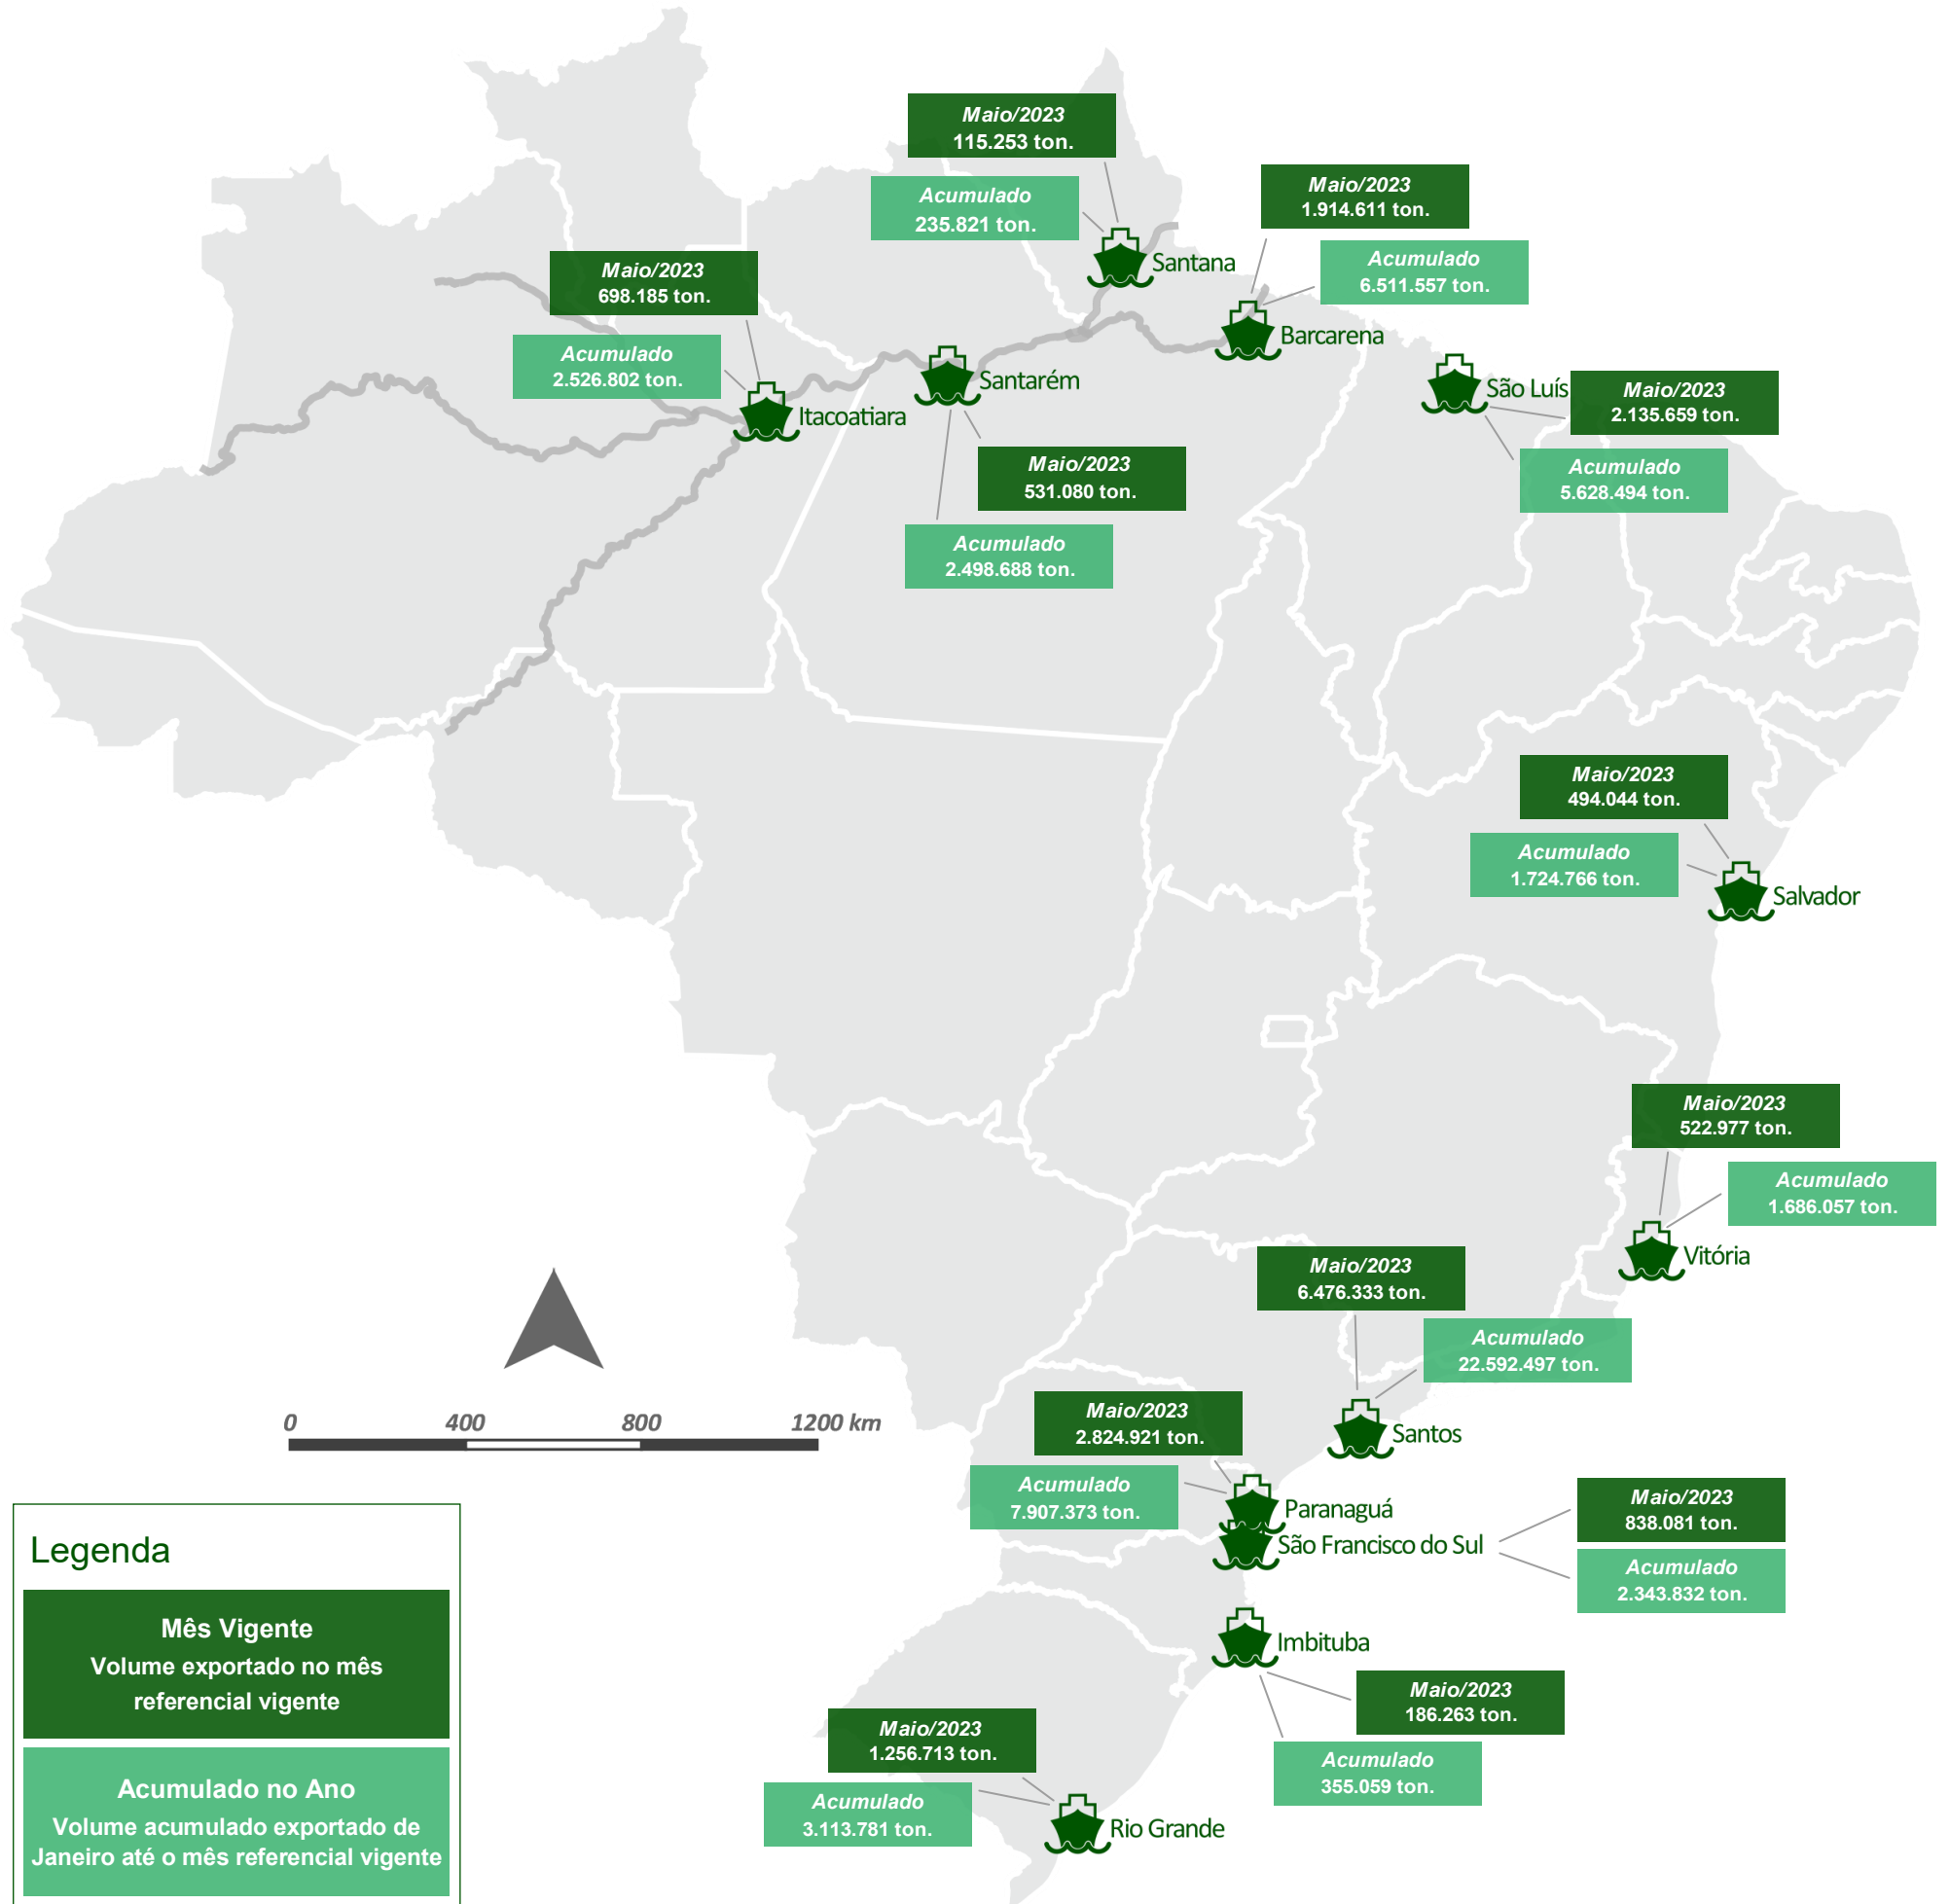 Maio/2023
115.253 ton.
Acumulado
235.821 ton.
Santana
Maio/2023
1.914.611 ton.
Acumulado
6.511.557 ton.
Barcarena
Maio/2023
698.185 ton.
Acumulado
2.526.802 ton.
Itacoatiara
Santarém
Maio/2023
531.080 ton.
Acumulado
2.498.688 ton.
São Luís
Maio/2023
2.135.659 ton.
Acumulado
5.628.494 ton.
Maio/2023
494.044 ton.
Acumulado
1.724.766 ton.
Salvador
Maio/2023
522.977 ton.
Acumulado
1.686.057 ton.
Vitória
Maio/2023
6.476.333 ton.
Acumulado
22.592.497 ton.
Santos
Maio/2023
2.824.921 ton.
Acumulado
7.907.373 ton.
Paranaguá
São Francisco do Sul
Maio/2023
838.081 ton.
Acumulado
2.343.832 ton.
Imbituba
Maio/2023
186.263 ton.
Acumulado
355.059 ton.
Maio/2023
1.256.713 ton.
Acumulado
3.113.781 ton.
Rio Grande
0 400 800 1200 km
Legenda
Mês Vigente
Volume exportado no mês
referencial vigente
Acumulado no Ano
Volume acumulado exportado de
Janeiro até o mês referencial vigente